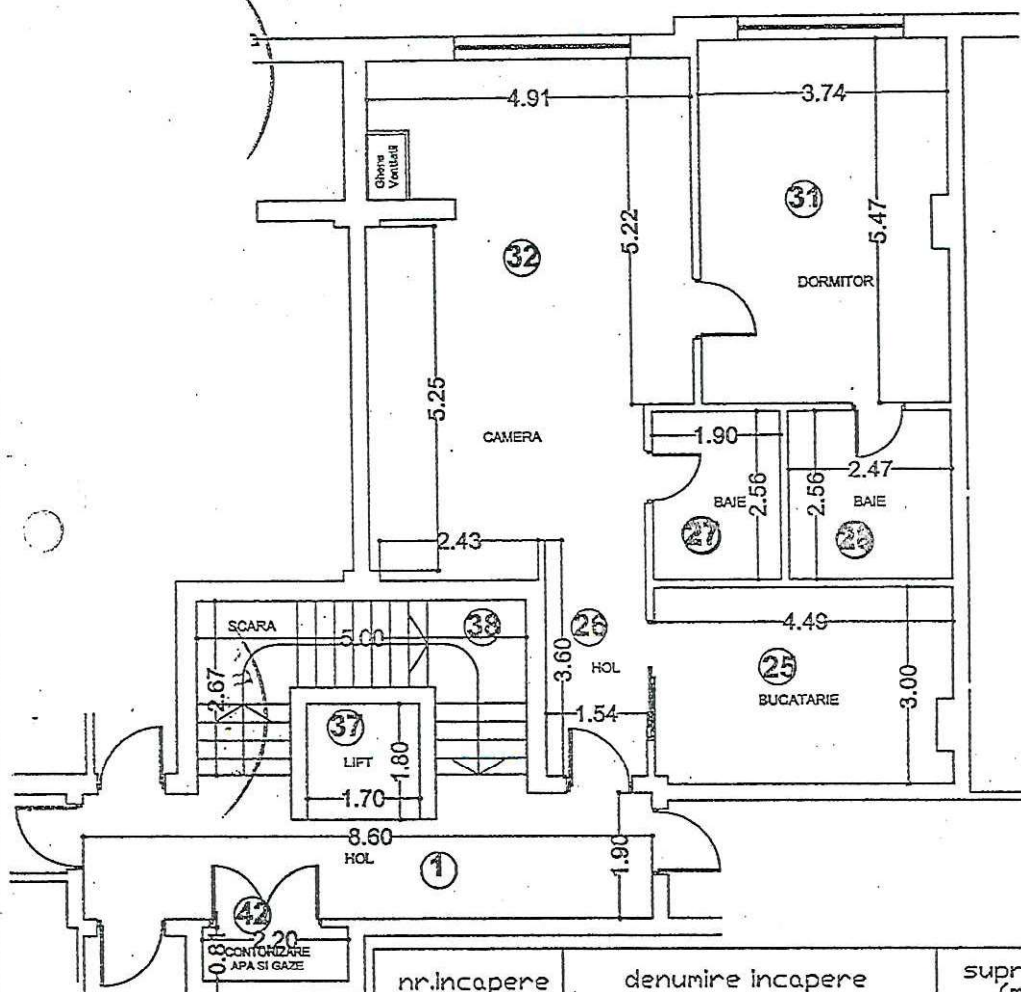 4.91
3.74
Ghena
Ventilatii
31
5.22
5.47
32
DORMITOR
5.25
CAMERA
1.90
2.47
2.56
2.56
BAIE
BAIE
27
2.43
SCARA
38
26
4.49
5.00
HOL
3.60
25
2.67
BUCATARIE
3.00
37
1.54
LIFT
1.80
1.70
8.60
HOL
1
1.90
42
2.20
0.81
CONTORIZARE
APA SI GAZE
nr.incapere denumire incapere supr